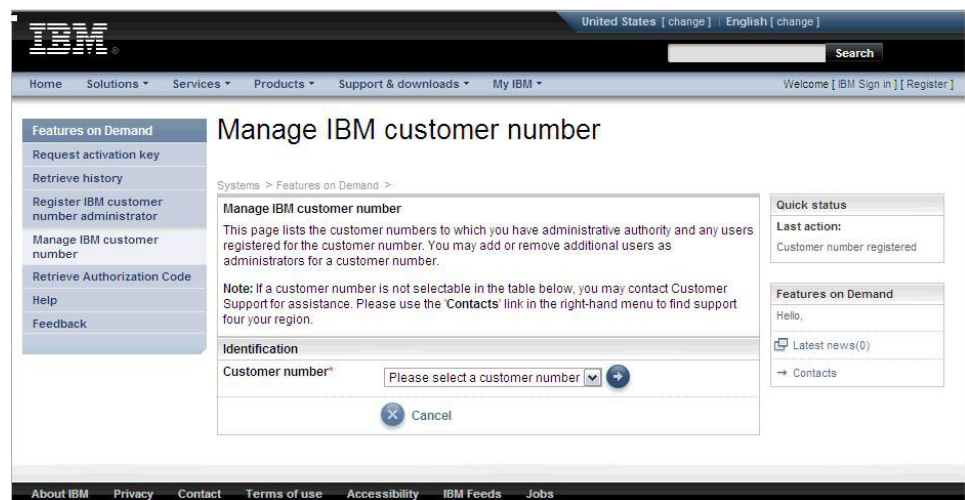 United States [ change ] | English [ change ]
IBM®
Search
Home Solutions Services Products Support & downloads My IBM Welcome [ IBM Sign in ] [ Register ]
Features on Demand
Request activation key
Retrieve history
Register IBM customer
number administrator
Manage IBM customer
number
Retrieve Authorization Code
Help
Feedback
Manage IBM customer number
Systems > Features on Demand >
Manage IBM customer number
This page lists the customer numbers to which you have administrative authority and any users
registered for the customer number. You may add or remove additional users as
administrators for a customer number.
Note: If a customer number is not selectable in the table below, you may contact Customer
Support for assistance. Please use the 'Contacts' link in the right-hand menu to find support
four your region.
Identification
Customer number*
Please select a customer number
Cancel
Quick status
Last action:
Customer number registered
Features on Demand
Hello,
Latest news(0)
→ Contacts
About IBM Privacy Contact Terms of use Accessibility IBM Feeds Jobs